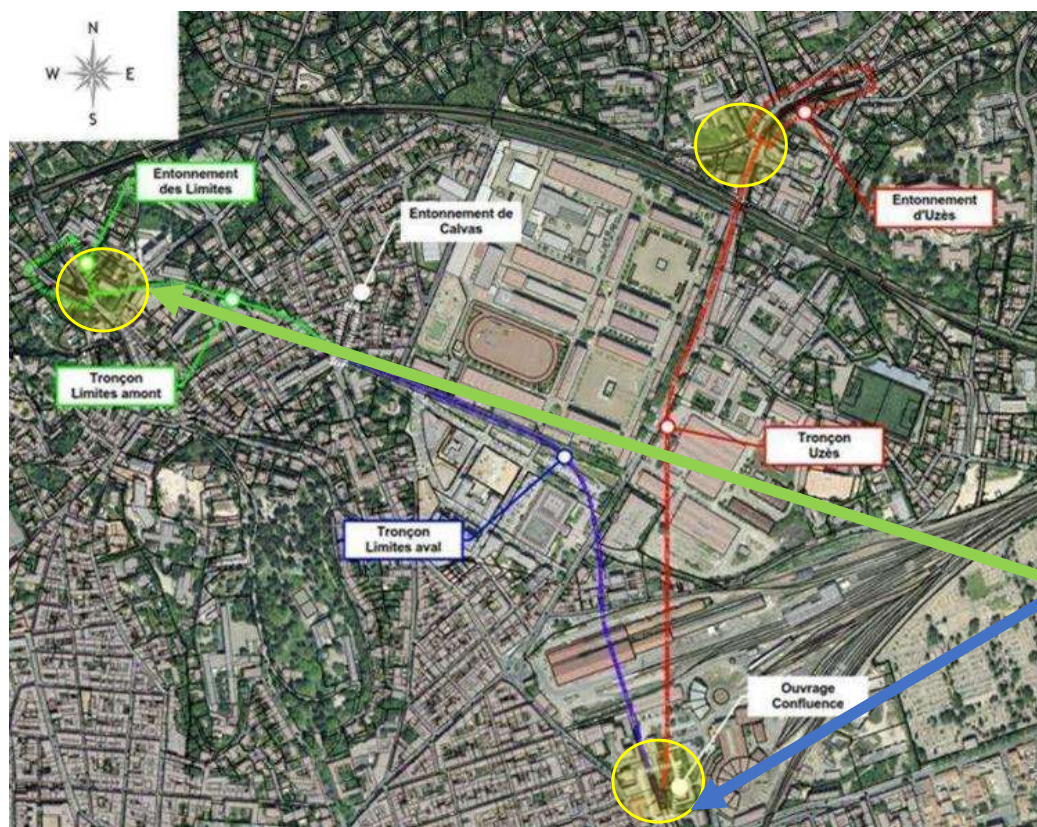 N
W E
S
Entonnement
des Limites
Entonnement de
Calvas
Entonnement
d'Uzès
Tronçon
Limites amont
Tronçon
Uzès
Tronçon
Limites aval
Ouvrage
Confluence